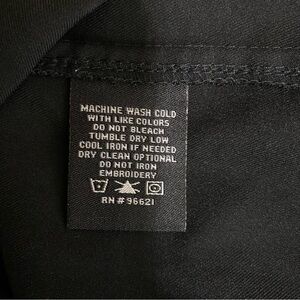 MACHINE WASH COLD
WITH LIKE COLORS
DO NOT BLEACH
TUMBLE DRY LOW
COOL IRON IF NEEDED
DRY CLEAN OPTIONAL
DO NOT IRON
EMBROIDERY
RN # 96621